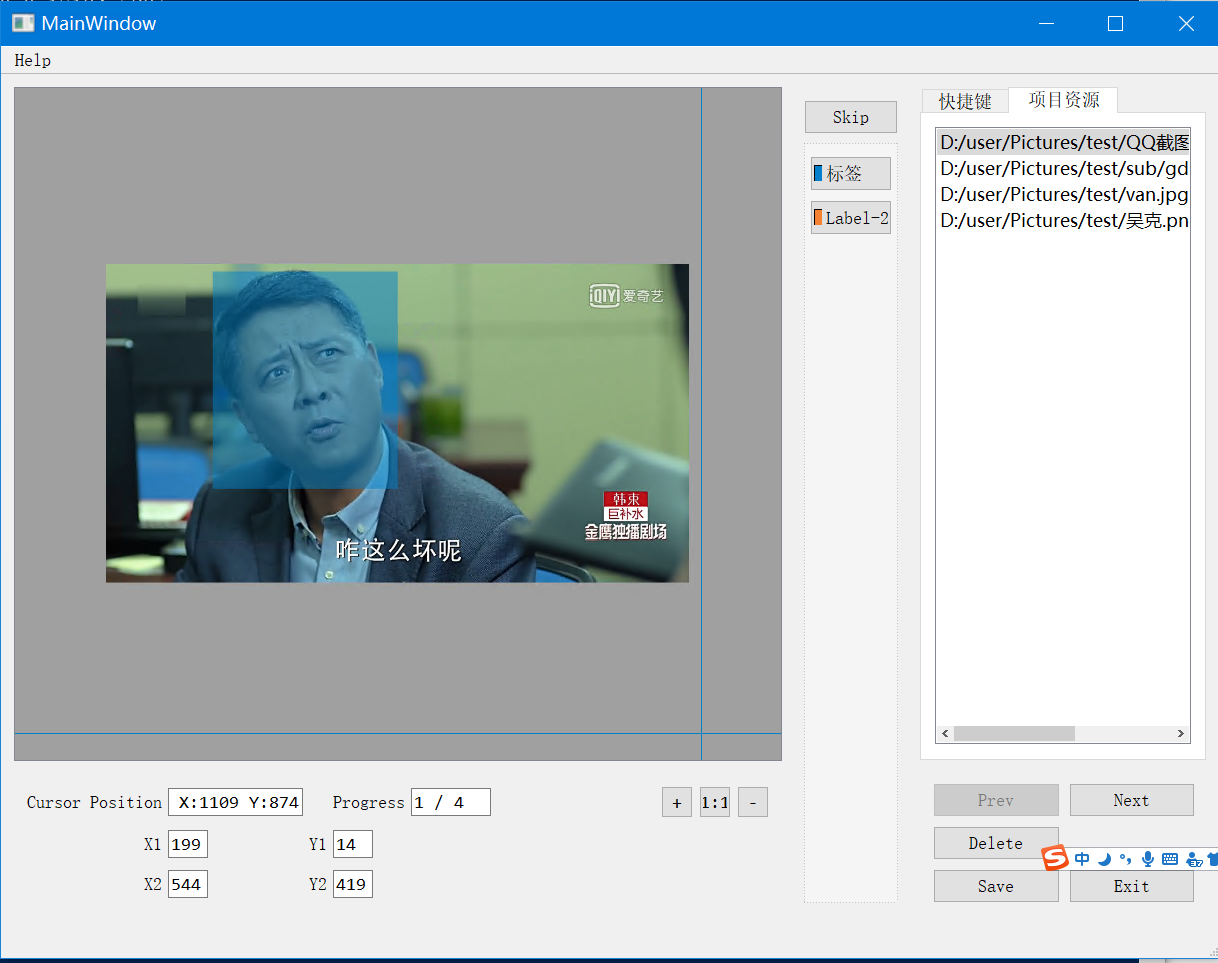 MainWindow
Help
Skip
标签
Label-2
快捷键
项目资源
D:/user/Pictures/test/QQ截图
D:/user/Pictures/test/sub/gd
D:/user/Pictures/test/van.jpg
D:/user/Pictures/test/吴克.pn
iQIYI 爱奇艺
韩束
巨补水
金鹰独播剧场
咋这么坏呢
Cursor Position X:1109 Y:874 Progress 1 / 4 + 1:1 -
X1 199 Y1 14
X2 544 Y2 419
Prev Next
Delete
中
Save Exit